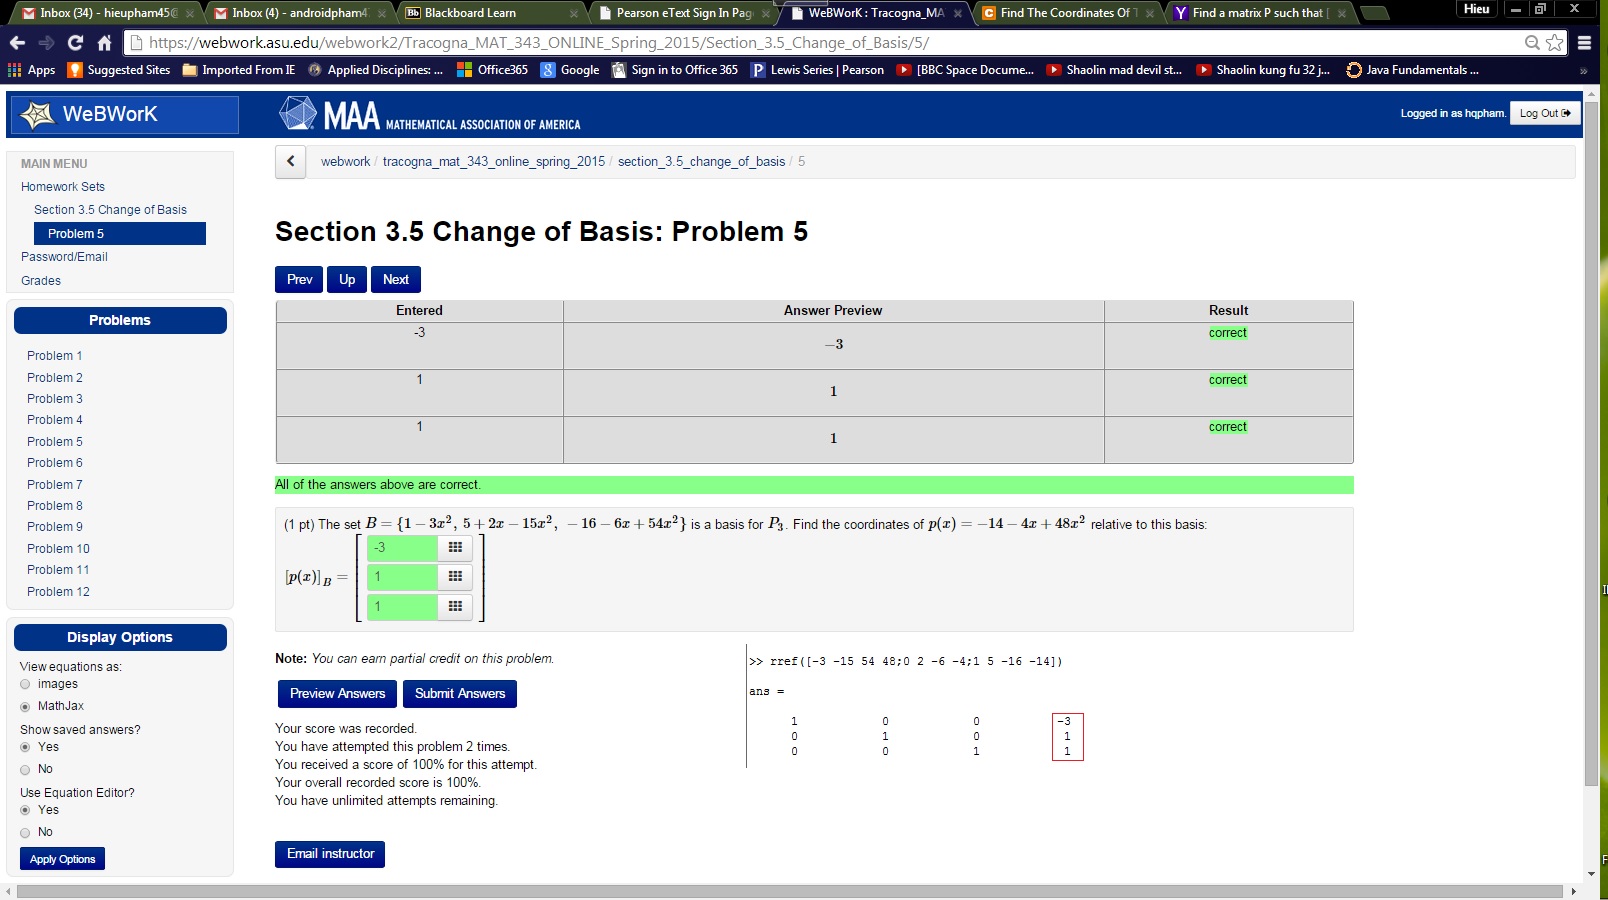 Inbox (34) - hieupham45@ Inbox (4) - androidpham4 Blackboard Learn Pearson eText Sign In Pag WeBWorK : Tracogna_MA Find The Coordinates Of Find a matrix P such that [ Hieu
https://webwork.asu.edu/webwork2/Tracogna_MAT_343_ONLINE_Spring_2015/Section_3.5_Change_of_Basis/5/
Apps Suggested Sites Imported From IE Applied Disciplines: ... Office365 Google Sign in to Office 365 Lewis Series | Pearson [BBC Space Docume... Shaolin mad devil st... Shaolin kung fu 32 j... Java Fundamentals ... »
WeBWorK MAA MATHEMATICAL ASSOCIATION OF AMERICA Logged in as hqpham. Log Out
MAIN MENU
Homework Sets
Section 3.5 Change of Basis
Problem 5
Password/Email
Grades
Problems
Problem 1
Problem 2
Problem 3
Problem 4
Problem 5
Problem 6
Problem 7
Problem 8
Problem 9
Problem 10
Problem 11
Problem 12
Display Options
View equations as:
images
MathJax
Show saved answers?
Yes
No
Use Equation Editor?
Yes
No
Apply Options
webwork / tracogna_mat_343_online_spring_2015 / section_3.5_change_of_basis / 5
Section 3.5 Change of Basis: Problem 5
Prev Up Next
Entered Answer Preview Result
-3 −3 correct
1 1 correct
1 1 correct
All of the answers above are correct.
(1 pt) The set B = {1 − 3x², 5 + 2x − 15x², −16 − 6x + 54x²} is a basis for P₃. Find the coordinates of p(x) = −14 − 4x + 48x² relative to this basis:
-3
[p(x)]B = 1
1
Note: You can earn partial credit on this problem.
Preview Answers Submit Answers
Your score was recorded.
You have attempted this problem 2 times.
You received a score of 100% for this attempt.
Your overall recorded score is 100%.
You have unlimited attempts remaining.
Email instructor
>> rref([-3 -15 54 48;0 2 -6 -4;1 5 -16 -14])
ans =
1 0 0 -3
0 1 0 1
0 0 1 1